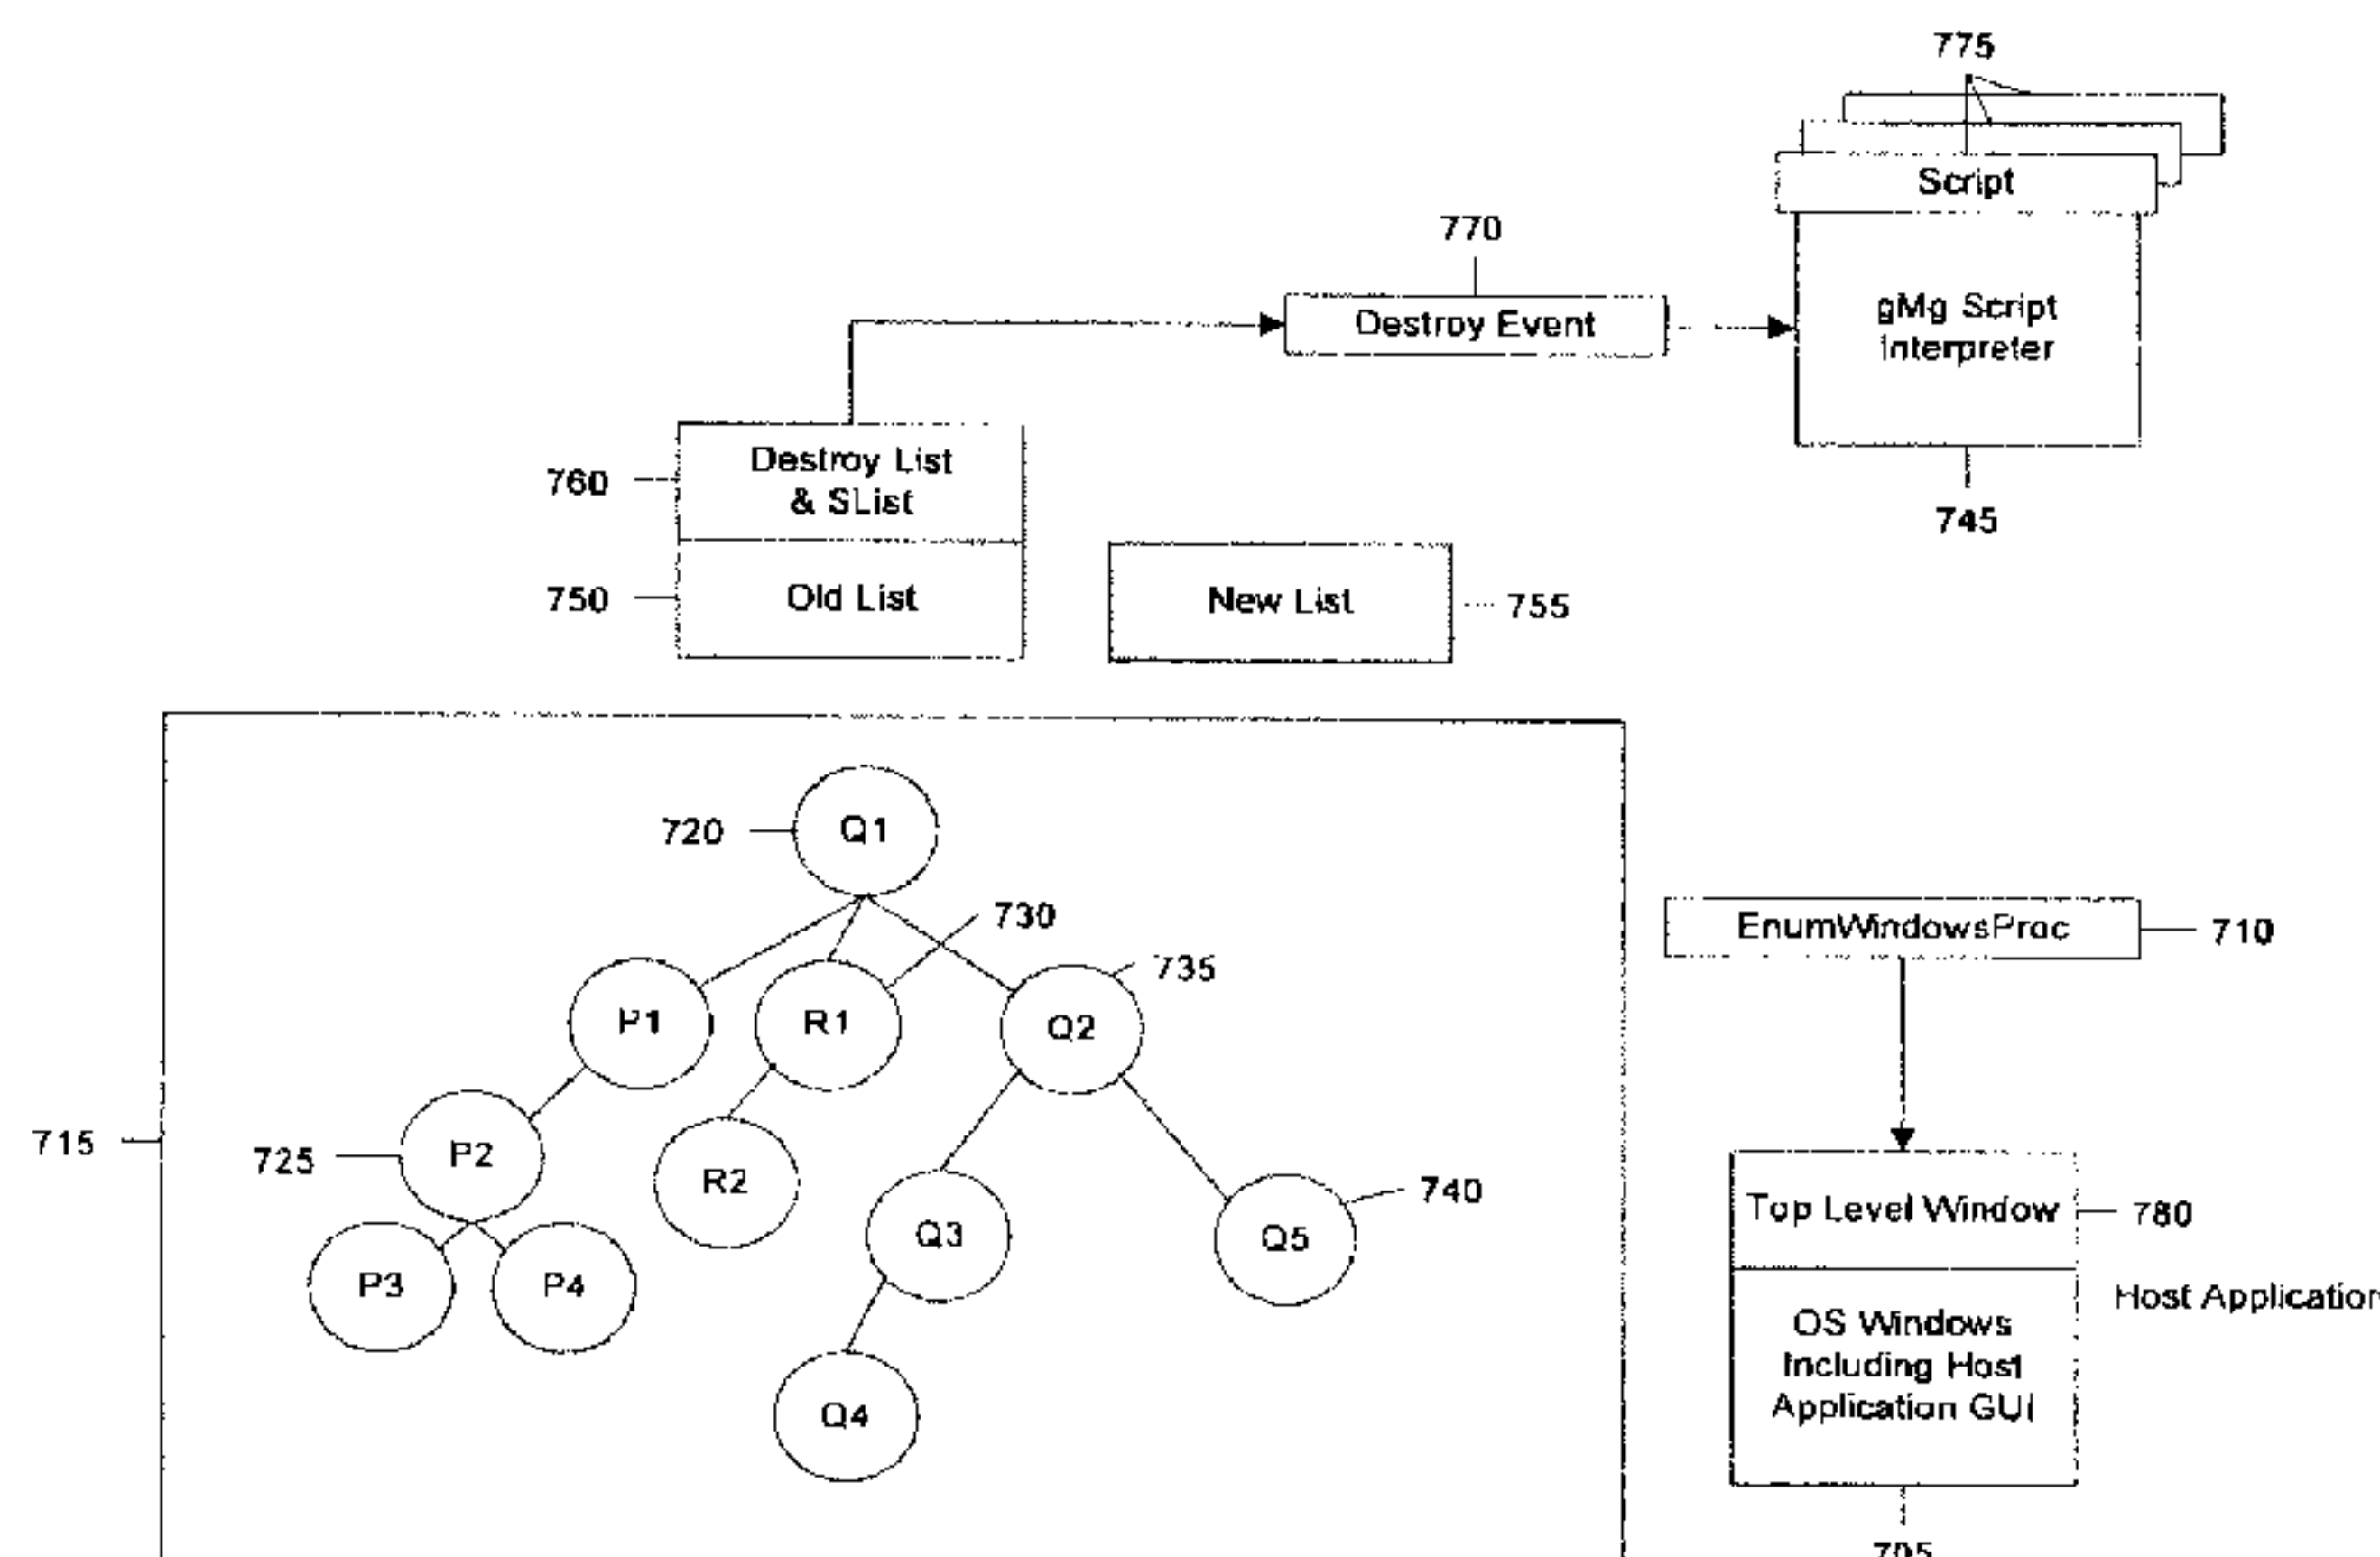 775
Script
770
Destroy Event
gMg Script
Interpreter
Destroy List
& SList
760
745
Old List
750
New List
755
720
Q1
730
EnumWindowsProc
710
735
P1
R1
Q2
715
725
P2
R2
740
Top Level Window
780
Q3
Q5
P3
P4
Host Application
OS Windows
Including Host
Application GUI
Q4
705